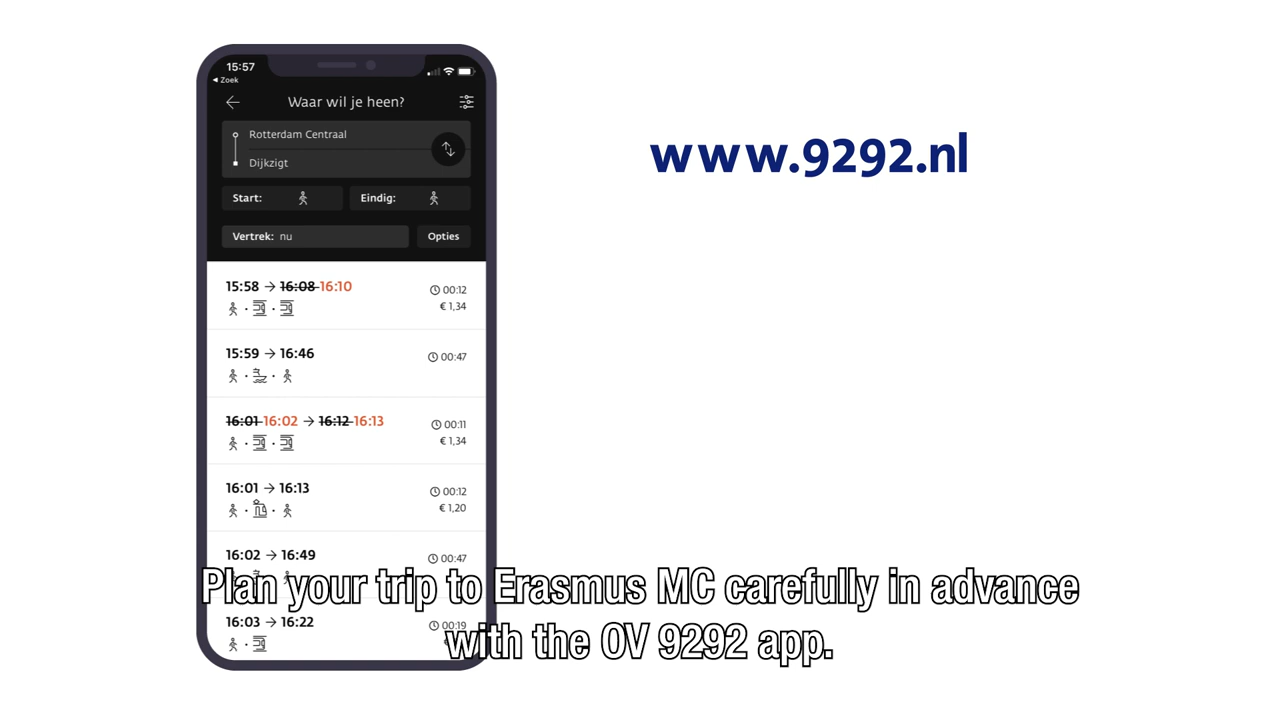 15:57
Zoek
Waar wil je heen?
Rotterdam Centraal
Dijkzigt
Start:
Eindig:
Vertrek: nu
Opties
15:58 → 16:08 16:10
00:12
€ 1,34
15:59 → 16:46
00:47
16:01 16:02 → 16:12 16:13
00:11
€ 1,34
16:01 → 16:13
00:12
€ 1,20
16:02 → 16:49
00:47
16:03 → 16:22
00:19
www.9292.nl
Plan your trip to Erasmus MC carefully in advance
with the OV 9292 app.